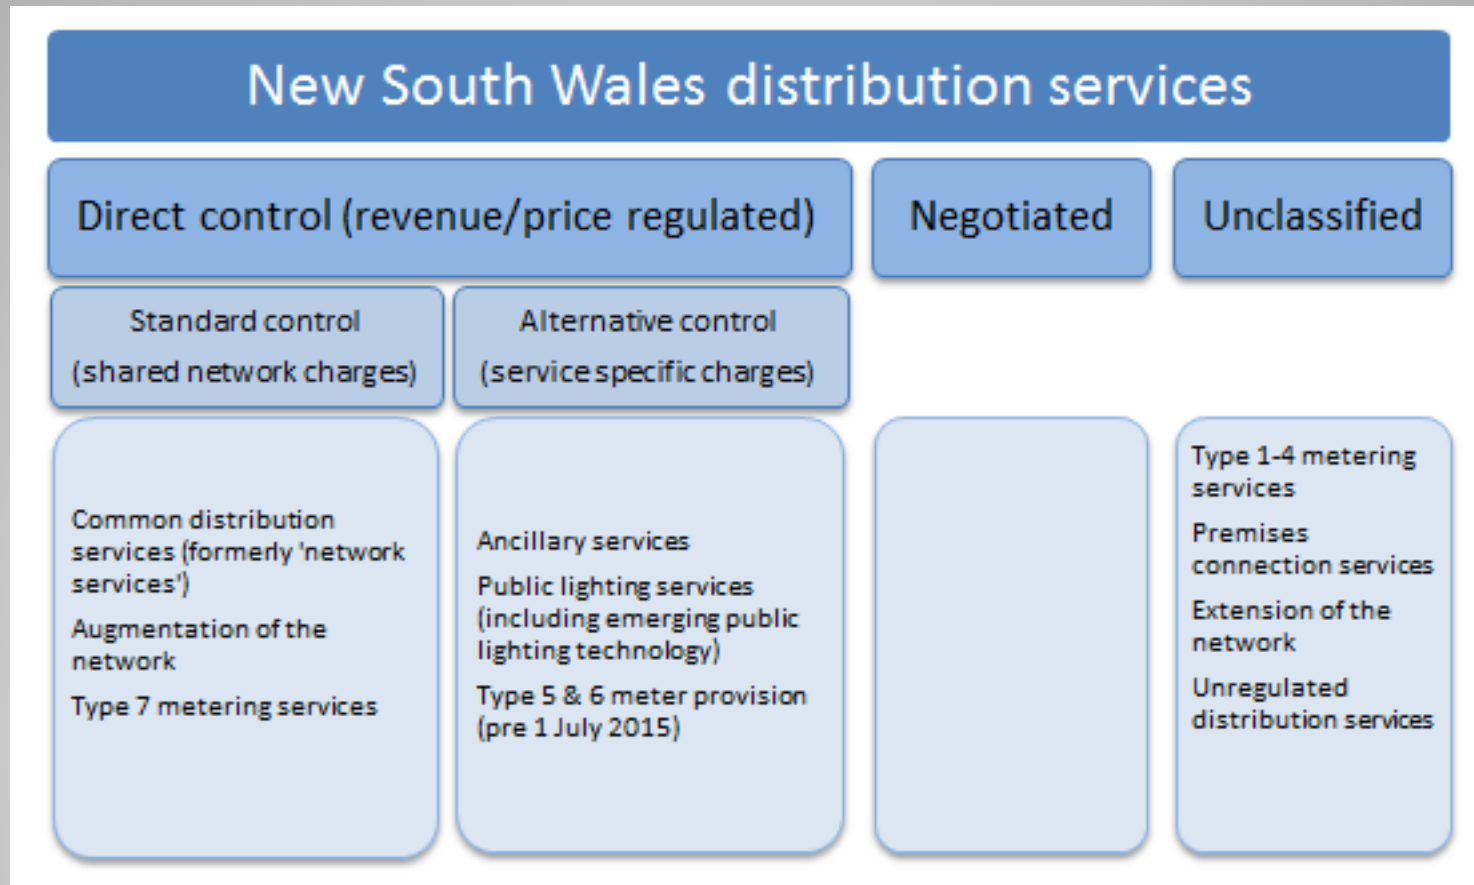 New South Wales distribution services
Direct control (revenue/price regulated)
Negotiated
Unclassified
Standard control
(shared network charges)
Alternative control
(service specific charges)
Common distribution
services (formerly 'network
services')
Augmentation of the
network
Type 7 metering services
Ancillary services
Public lighting services
(including emerging public
lighting technology)
Type 5 & 6 meter provision
(pre 1 July 2015)
Type 1-4 metering
services
Premises
connection services
Extension of the
network
Unregulated
distribution services